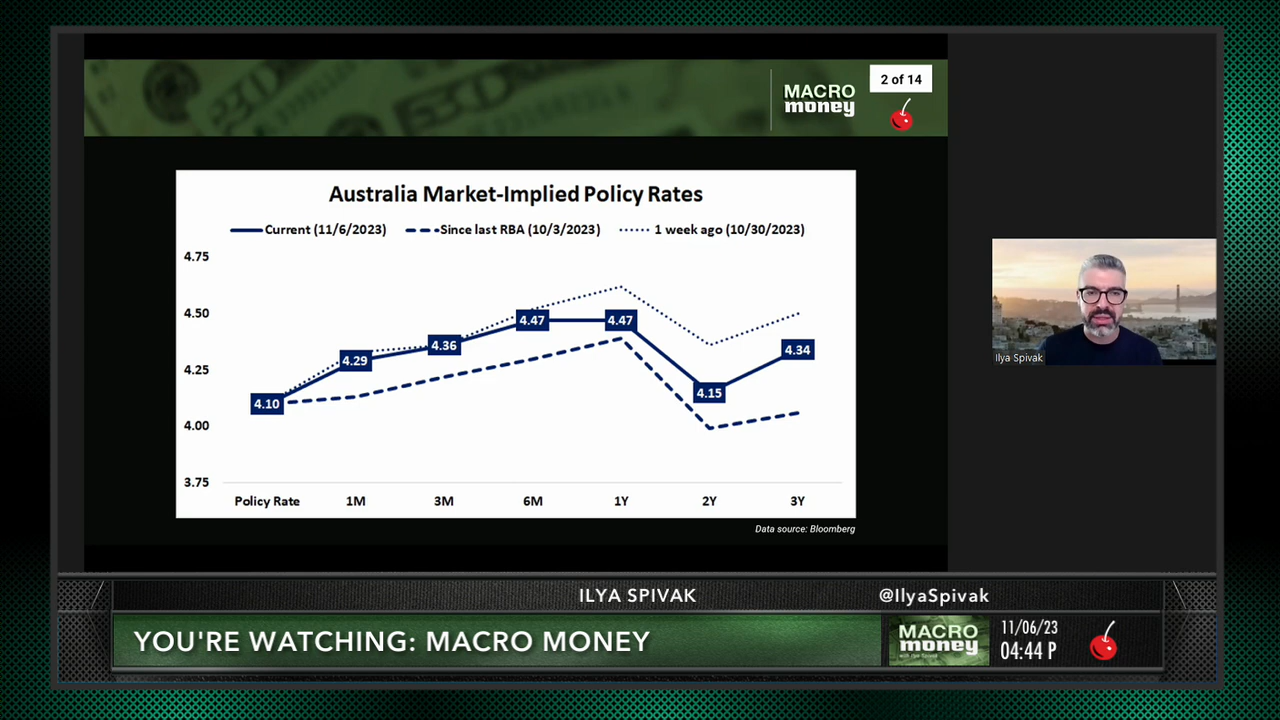 MACRO
money
2 of 14
Australia Market-Implied Policy Rates
Current (11/6/2023) Since last RBA (10/3/2023) 1 week ago (10/30/2023)
4.75
4.50
4.25
4.00
3.75
4.10
4.29
4.36
4.47
4.47
4.15
4.34
Policy Rate 1M 3M 6M 1Y 2Y 3Y
Data source: Bloomberg
Ilya Spivak
ILYA SPIVAK @IlyaSpivak
YOU'RE WATCHING: MACRO MONEY
MACRO
money
with Ilya Spivak
11/06/23
04:44 P